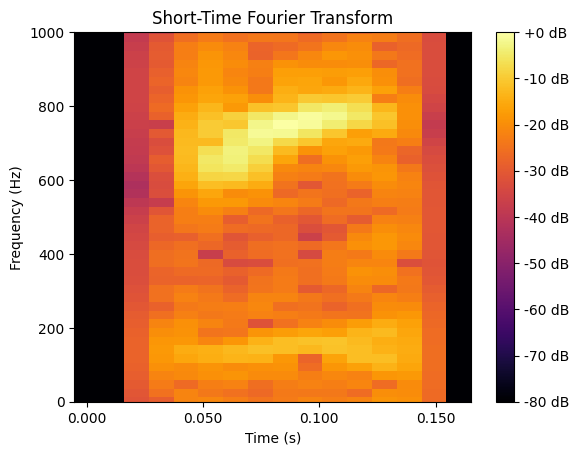 Short-Time Fourier Transform
1000
800
600
400
200
0
Frequency (Hz)
0.000
0.050
0.100
0.150
Time (s)
+0 dB
-10 dB
-20 dB
-30 dB
-40 dB
-50 dB
-60 dB
-70 dB
-80 dB